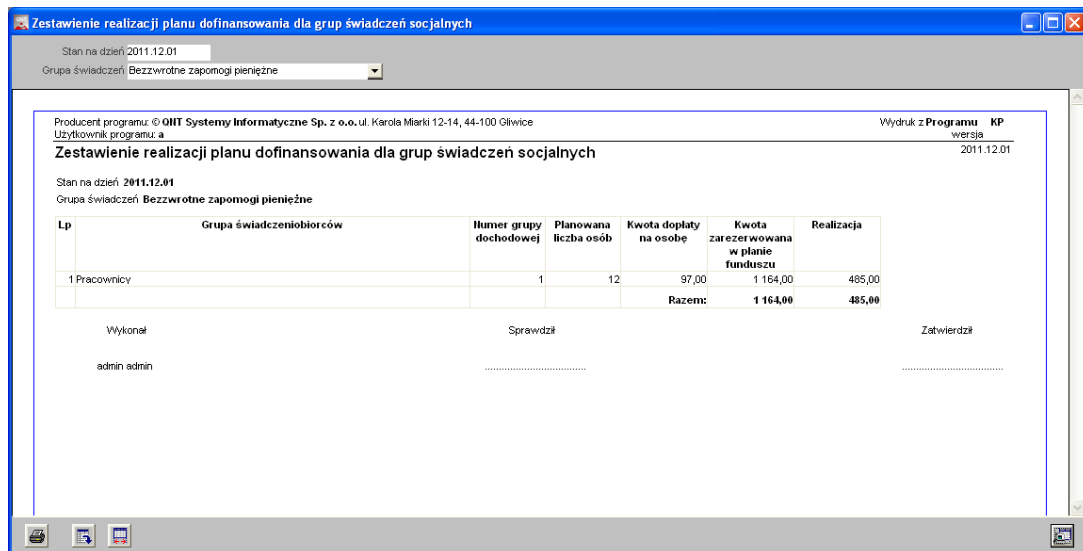 Zestawienie realizacji planu dofinansowania dla grup świadczeń socjalnych
Stan na dzień 2011.12.01
Grupa świadczeń Bezzwrotne zapomogi pieniężne
Producent programu: © QNT Systemy Informatyczne Sp. z o.o. ul. Karola Miarki 12-14, 44-100 Gliwice Wydruk z Programu KP
Użytkownik programu: a wersja
Zestawienie realizacji planu dofinansowania dla grup świadczeń socjalnych 2011.12.01
Stan na dzień 2011.12.01
Grupa świadczeń Bezzwrotne zapomogi pieniężne
Lp Grupa świadczeniobiorców Numer grupy Planowana Kwota dopłaty Kwota Realizacja
dochodowej liczba osób na osobę zarezerwowana
w planie
funduszu
1 Pracownicy 1 12 97,00 1 164,00 485,00
Razem: 1 164,00 485,00
Wykonał Sprawdził Zatwierdził
admin admin .................................. ..................................